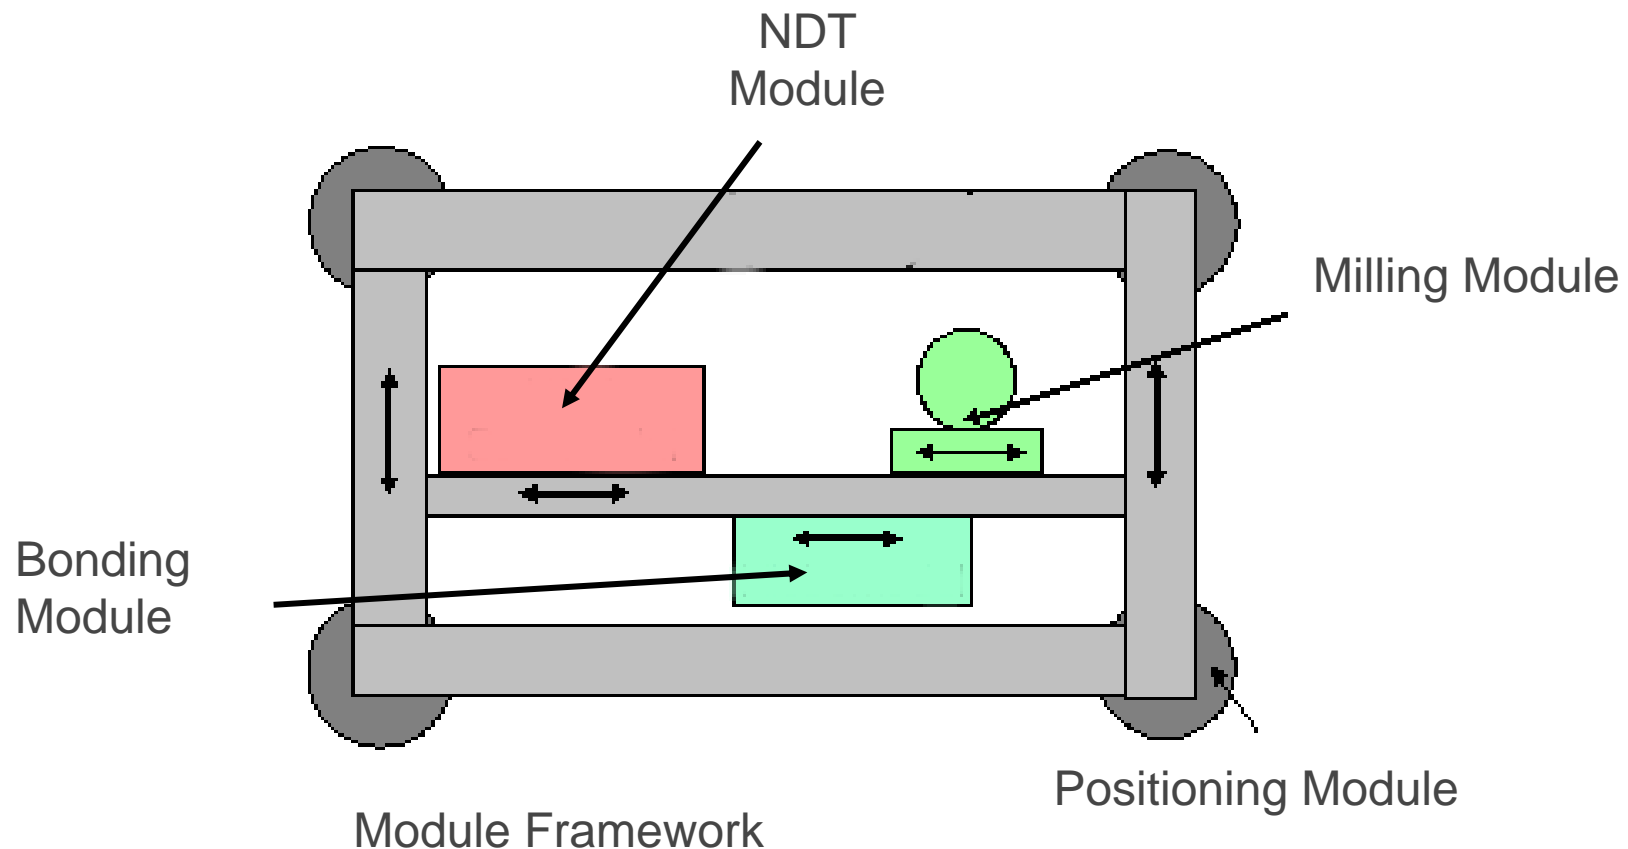 NDT
Module
Milling Module
Bonding
Module
Positioning Module
Module Framework